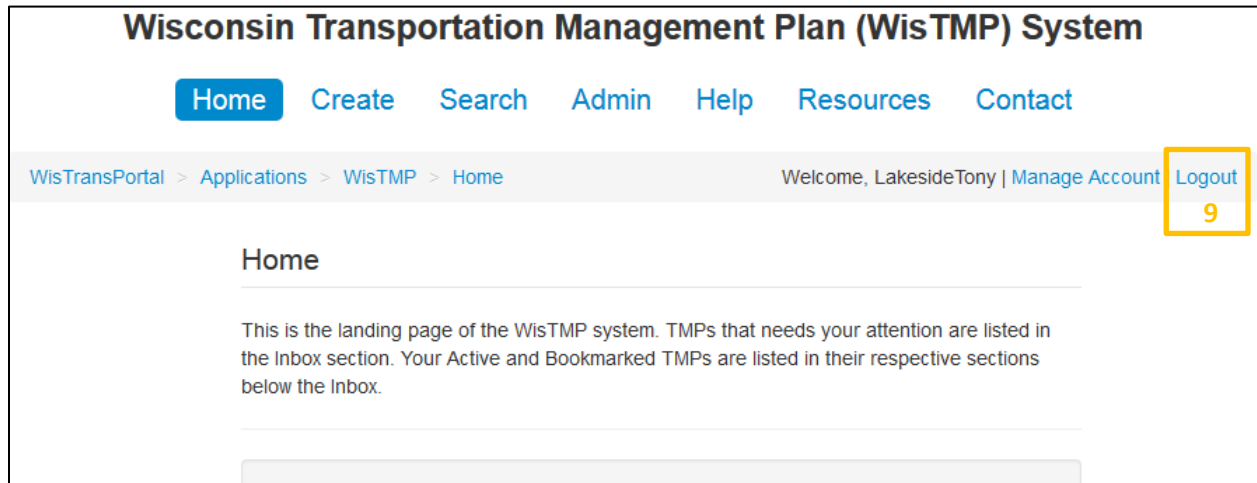 Wisconsin Transportation Management Plan (WisTMP) System
Home Create Search Admin Help Resources Contact
WisTransPortal > Applications > WisTMP > Home Welcome, LakesideTony | Manage Account Logout
9
Home
This is the landing page of the WisTMP system. TMPs that needs your attention are listed in
the Inbox section. Your Active and Bookmarked TMPs are listed in their respective sections
below the Inbox.